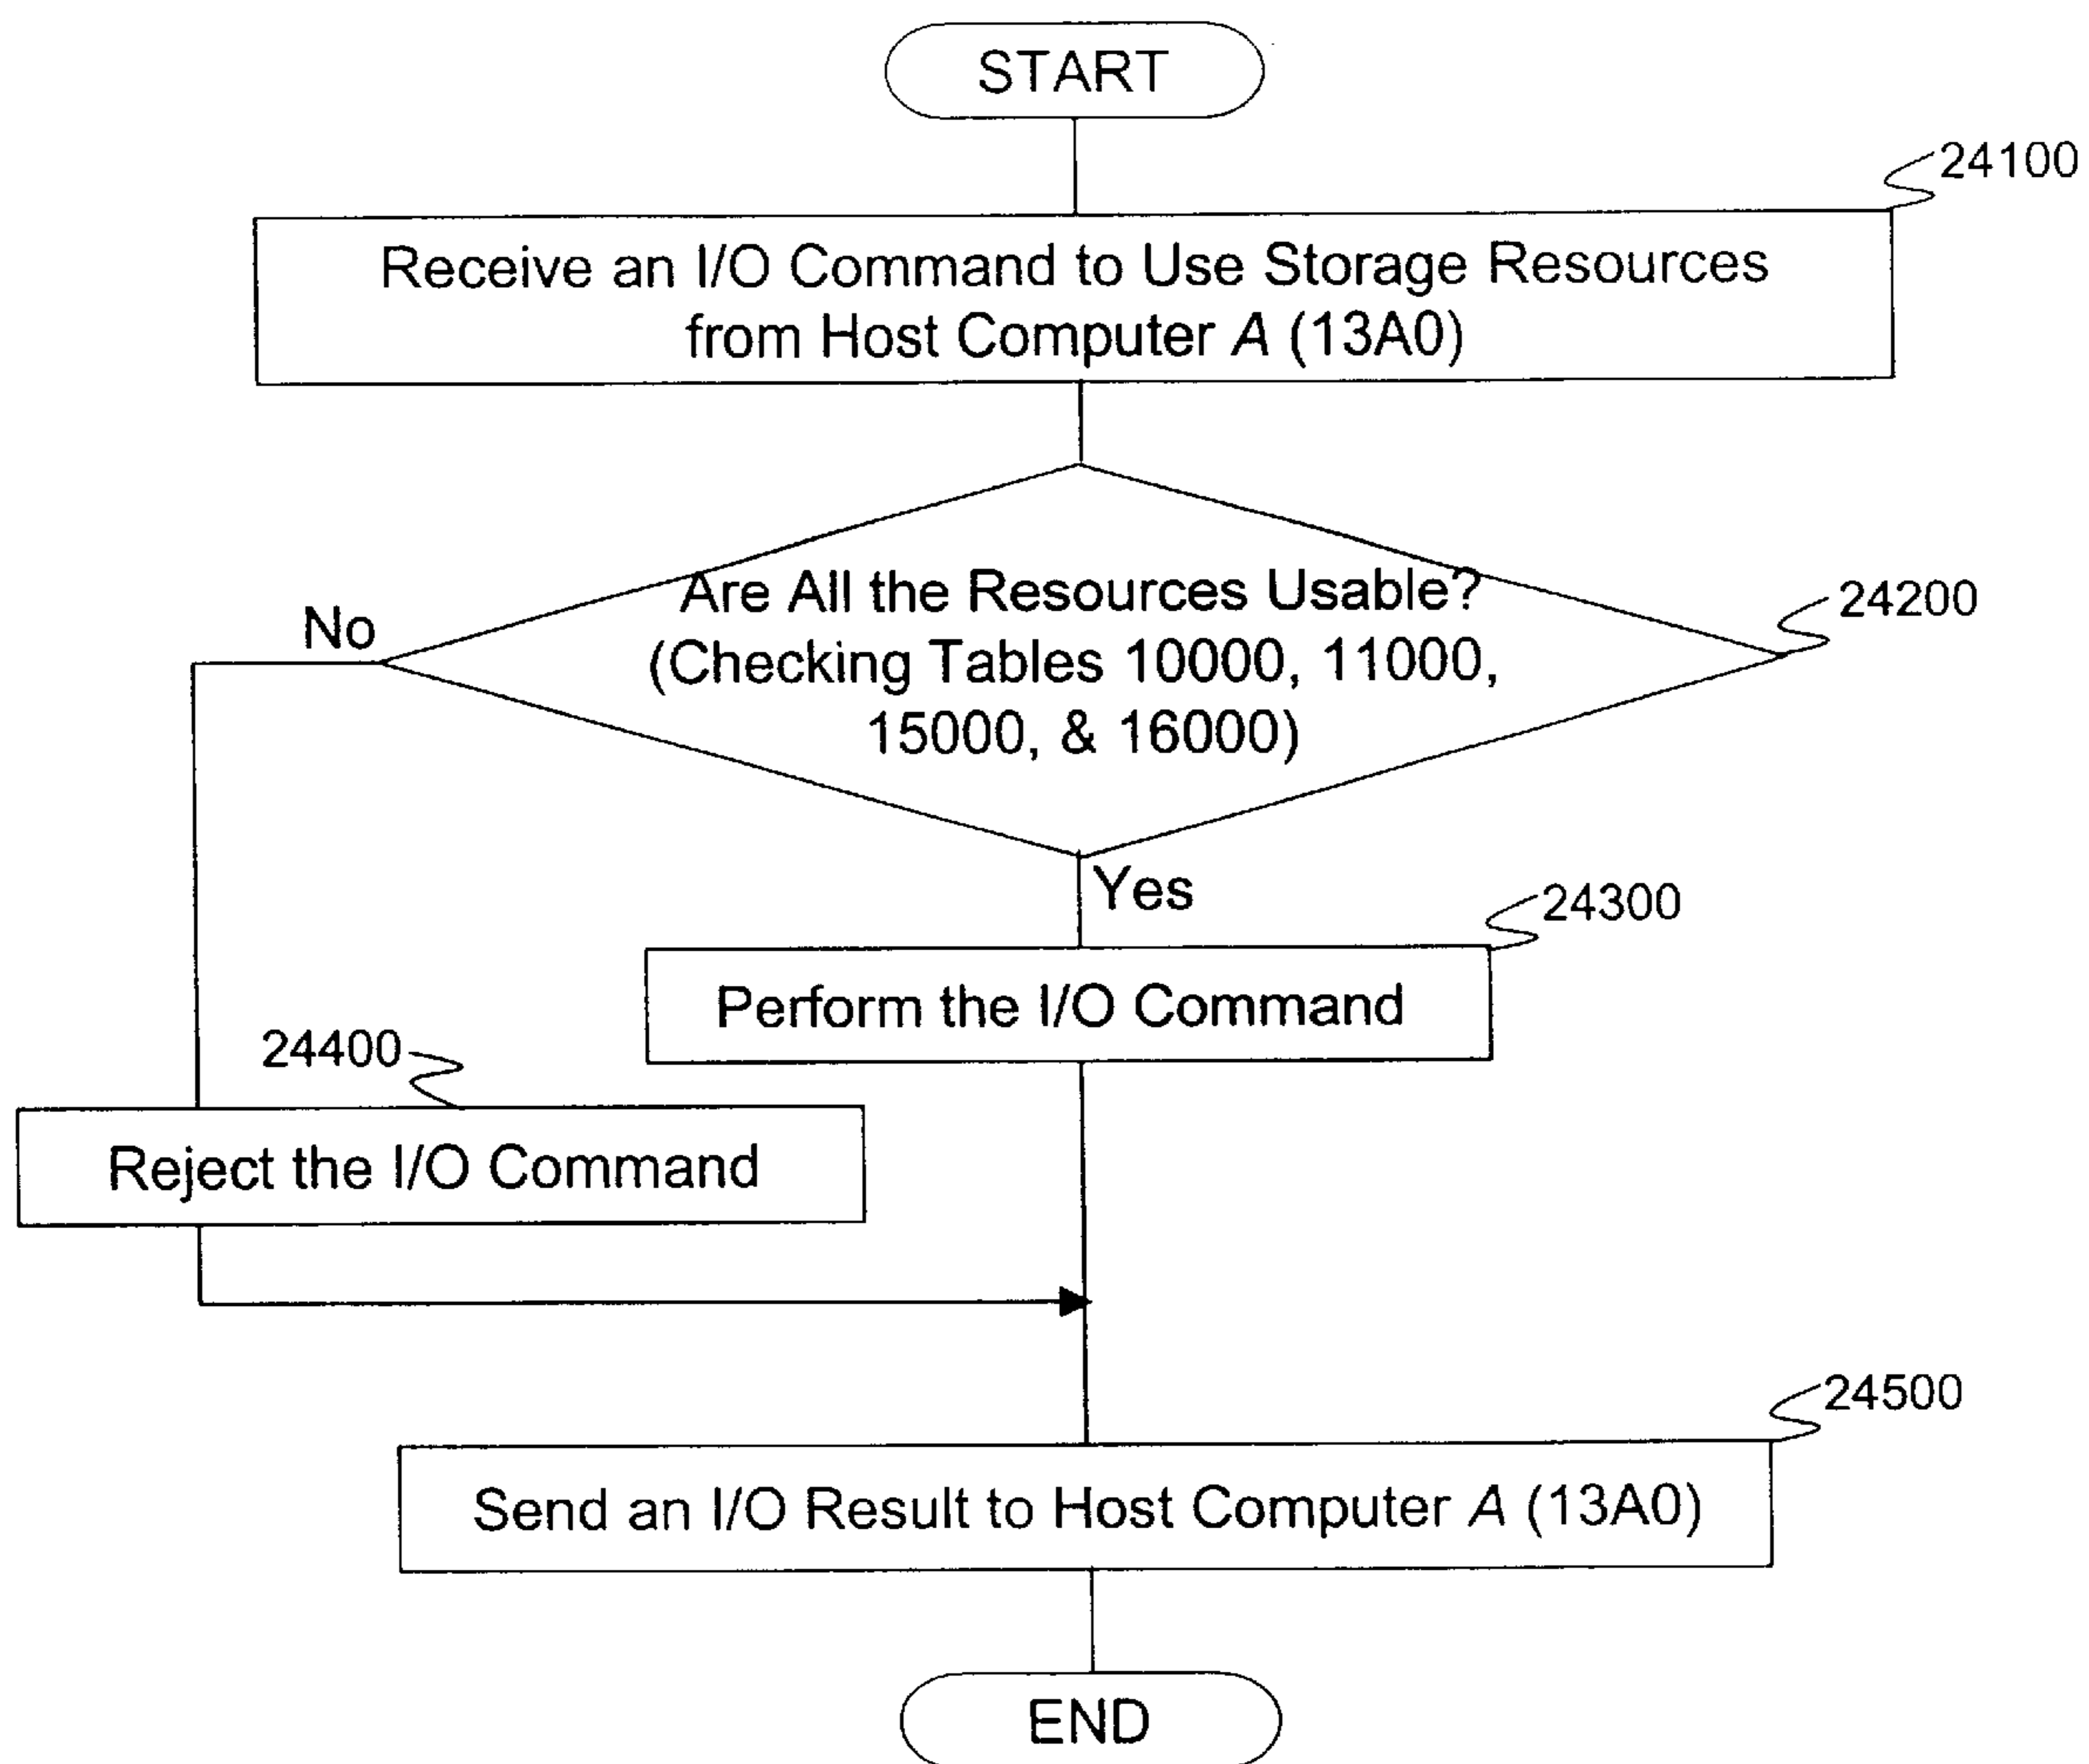 START
24100
Receive an I/O Command to Use Storage Resources
from Host Computer A (13A0)
Are All the Resources Usable?
(Checking Tables 10000, 11000,
15000, & 16000)
24200
No
Yes
24300
Perform the I/O Command
24400
Reject the I/O Command
24500
Send an I/O Result to Host Computer A (13A0)
END